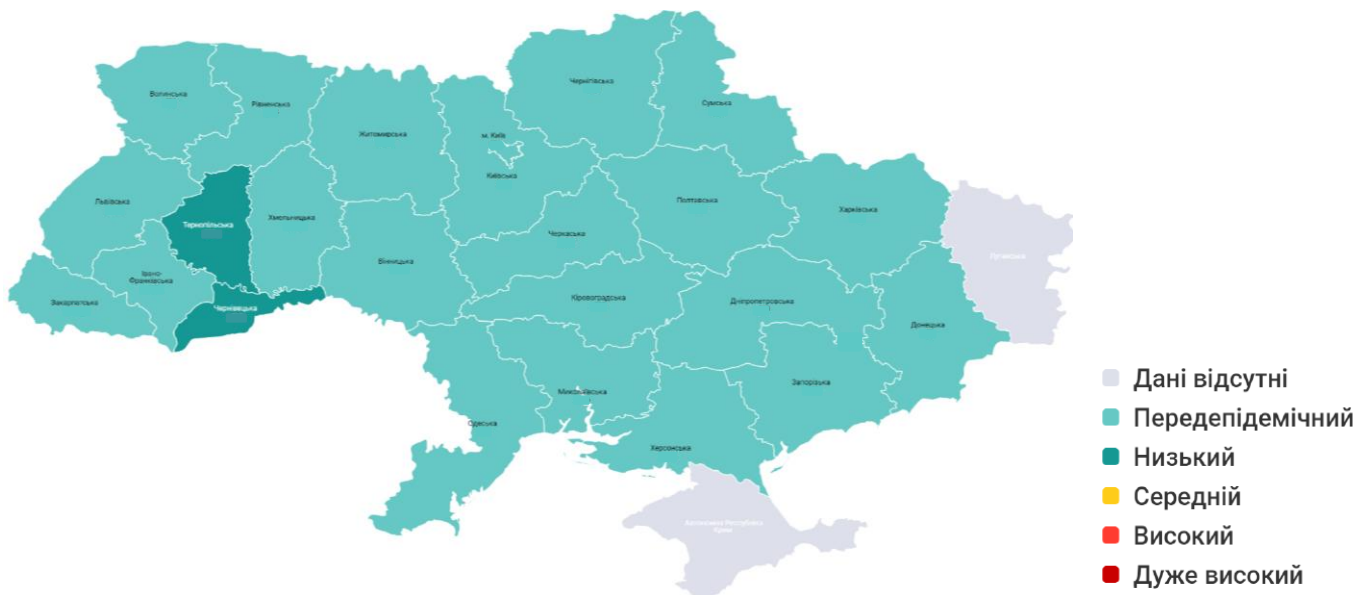 Чернігівська
Волинська
Рівненська
Сумська
Житомирська
м. Київ
Київська
Львівська
Полтавська
Харківська
Тернопільська
Хмельницька
Черкаська
Луганська
Вінницька
Івано-
Франківська
Закарпатська
Кіровоградська
Дніпропетровська
Чернівецька
Донецька
Запорізька
Миколаївська
Одеська
Херсонська
Автономна Республіка
Крим
Дані відсутні
Передепідемічний
Низький
Середній
Високий
Дуже високий